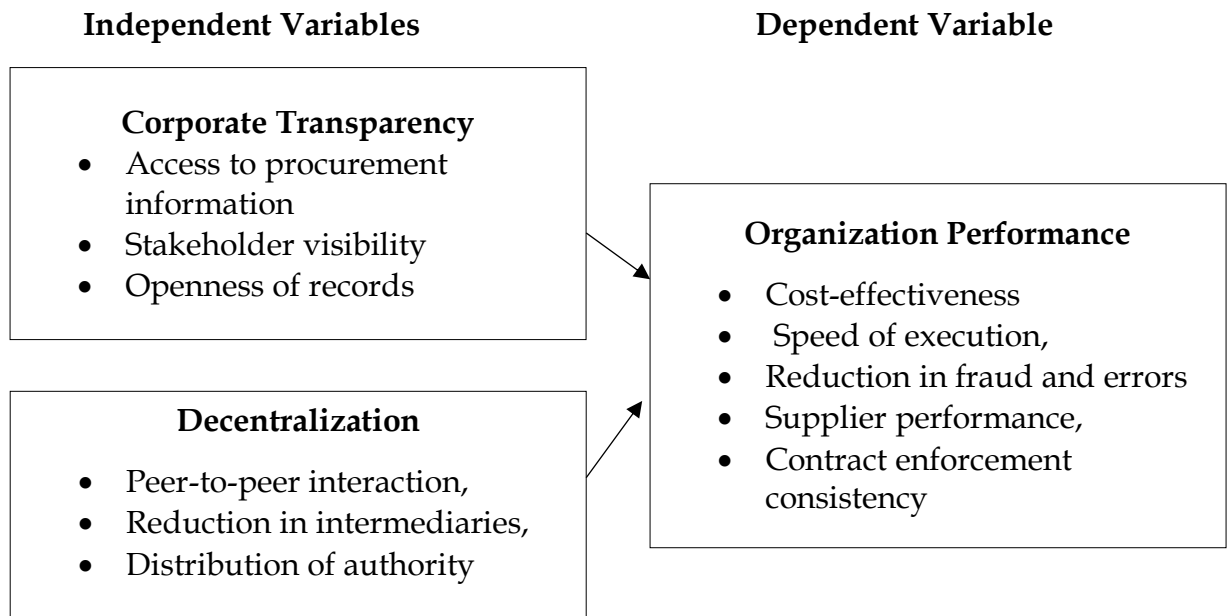 Independent Variables
Dependent Variable
Corporate Transparency
• Access to procurement
information
• Stakeholder visibility
• Openness of records
Decentralization
• Peer-to-peer interaction,
• Reduction in intermediaries,
• Distribution of authority
Organization Performance
• Cost-effectiveness
• Speed of execution,
• Reduction in fraud and errors
• Supplier performance,
• Contract enforcement
consistency